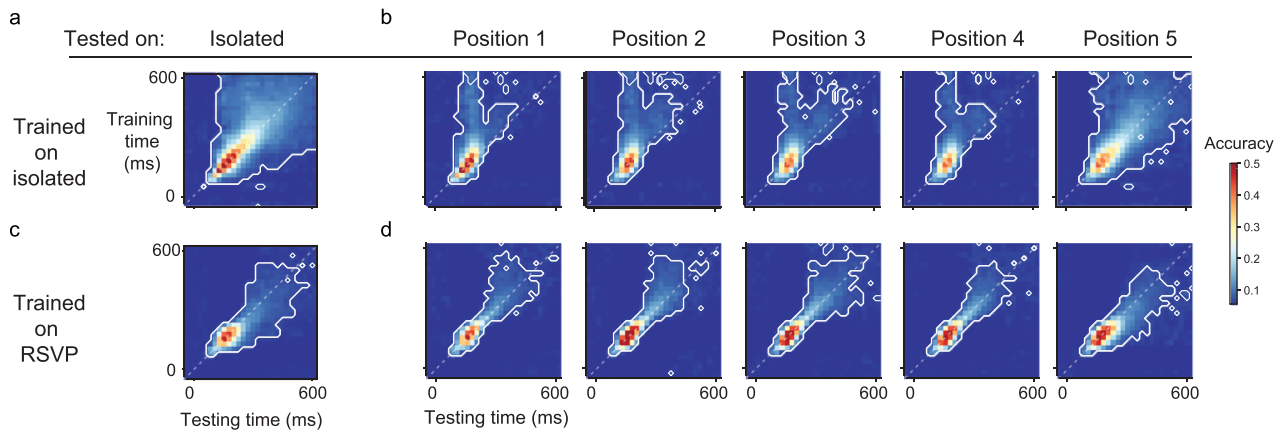 a
b
Tested on: Isolated Position 1 Position 2 Position 3 Position 4 Position 5
600
Training
time
(ms)
0
Trained
on
isolated
Accuracy
0.5
0.4
0.3
0.2
0.1
c
d
600
0
Trained
on
RSVP
0 600 0 600 0 600 0 600 0 600 0 600
Testing time (ms) Testing time (ms)